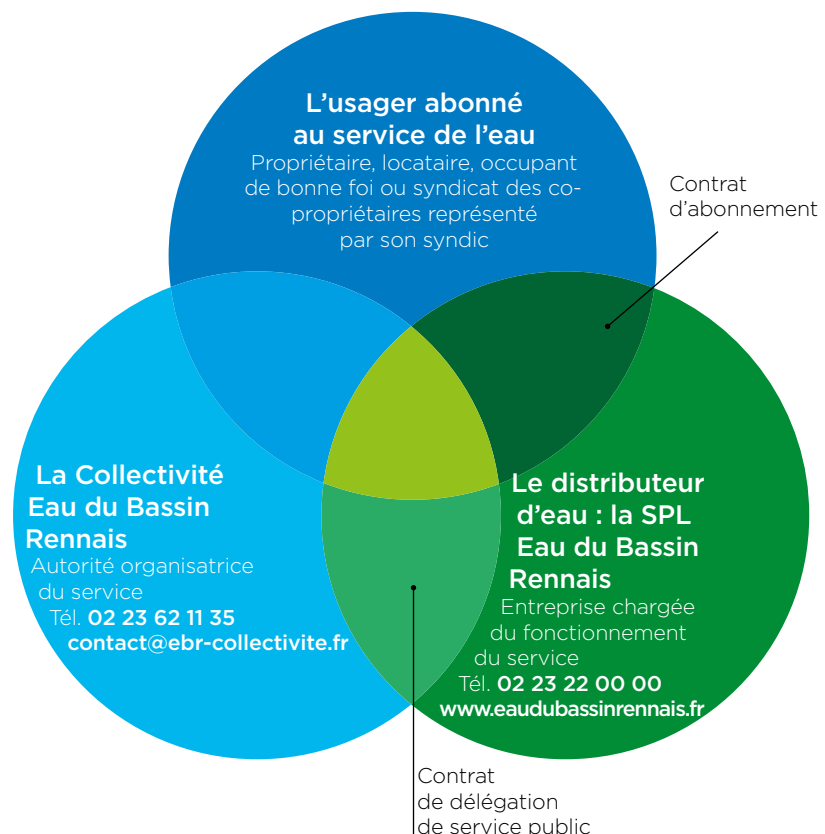 L'usager abonné
au service de l'eau
Propriétaire, locataire, occupant
de bonne foi ou syndicat des co-
propriétaires représenté
par son syndic
Contrat
d'abonnement
La Collectivité
Eau du Bassin
Rennais
Autorité organisatrice
du service
Tél. 02 23 62 11 35
contact@ebr-collectivite.fr
Le distributeur
d'eau : la SPL
Eau du Bassin
Rennais
Entreprise chargée
du fonctionnement
du service
Tél. 02 23 22 00 00
www.eaudubassinrennais.fr
Contrat
de délégation
de service public